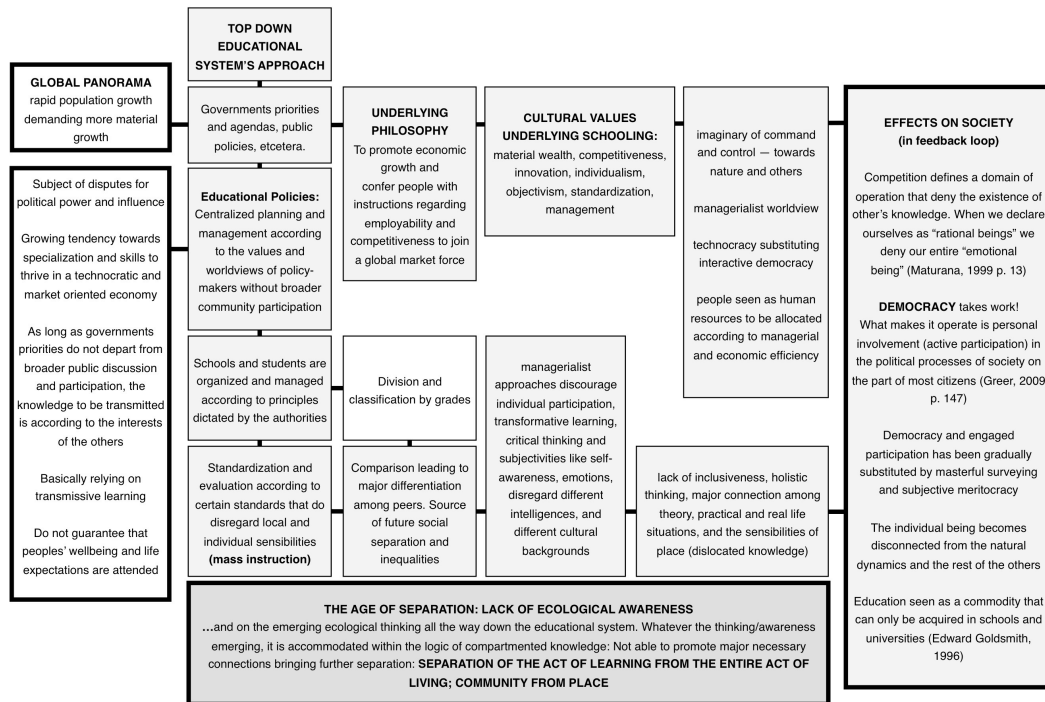 TOP DOWN
EDUCATIONAL
SYSTEM'S APPROACH
GLOBAL PANORAMA
rapid population growth
demanding more material
growth
Governments priorities
and agendas, public
policies, etcetera.
UNDERLYING
PHILOSOPHY
To promote economic
growth and
confer people with
instructions regarding
employability and
competitiveness to join
a global market force
CULTURAL VALUES
UNDERLYING SCHOOLING:
material wealth, competitiveness,
innovation, individualism,
objectivism, standardization,
management
imaginary of command
and control — towards
nature and others
managerialist worldview
technocracy substituting
interactive democracy
people seen as human
resources to be allocated
according to managerial
and economic efficiency
EFFECTS ON SOCIETY
(in feedback loop)
Competition defines a domain of
operation that deny the existence of
other's knowledge. When we declare
ourselves as “rational beings” we
deny our entire “emotional
being” (Maturana, 1999 p. 13)
DEMOCRACY takes work!
What makes it operate is personal
involvement (active participation) in
the political processes of society on
the part of most citizens (Greer, 2009
p. 147)
Democracy and engaged
participation has been gradually
substituted by masterful surveying
and subjective meritocracy
The individual being becomes
disconnected from the natural
dynamics and the rest of the others
Education seen as a commodity that
can only be acquired in schools and
universities (Edward Goldsmith,
1996)
Subject of disputes for
political power and influence
Growing tendency towards
specialization and skills to
thrive in a technocratic and
market oriented economy
As long as governments
priorities do not depart from
broader public discussion
and participation, the
knowledge to be transmitted
is according to the interests
of the others
Basically relying on
transmissive learning
Do not guarantee that
peoples' wellbeing and life
expectations are attended
Educational Policies:
Centralized planning and
management according
to the values and
worldviews of policy-
makers without broader
community participation
Schools and students are
organized and managed
according to principles
dictated by the authorities
Division and
classification by grades
managerialist
approaches discourage
individual participation,
transformative learning,
critical thinking and
subjectivities like self-
awareness, emotions,
disregard different
intelligences, and
different cultural
backgrounds
Standardization and
evaluation according to
certain standards that do
disregard local and
individual sensibilities
(mass instruction)
Comparison leading to
major differentiation
among peers. Source
of future social
separation and
inequalities
lack of inclusiveness, holistic
thinking, major connection among
theory, practical and real life
situations, and the sensibilities of
place (dislocated knowledge)
THE AGE OF SEPARATION: LACK OF ECOLOGICAL AWARENESS
...and on the emerging ecological thinking all the way down the educational system. Whatever the thinking/awareness
emerging, it is accommodated within the logic of compartmented knowledge: Not able to promote major necessary
connections bringing further separation: SEPARATION OF THE ACT OF LEARNING FROM THE ENTIRE ACT OF
LIVING; COMMUNITY FROM PLACE